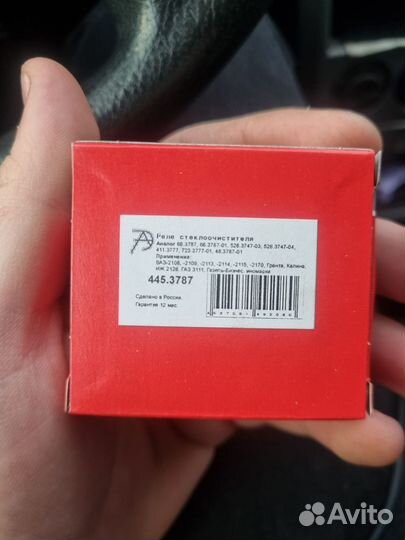 Реле стеклоочистителя
Аналог 68.3787, 66.3787-01, 526.3747-03, 526.3747-04,
411.3777, 723.3777-01, 48.3787-01
Применение:
ВАЗ-2108, -2109, -2113, -2114, -2115, -2170, Гранта, Калина,
ИЖ 2126, ГАЗ 3111, Газель-Бизнес, иномарки
445.3787
Сделано в России.
Гарантия 12 мес.
Avito